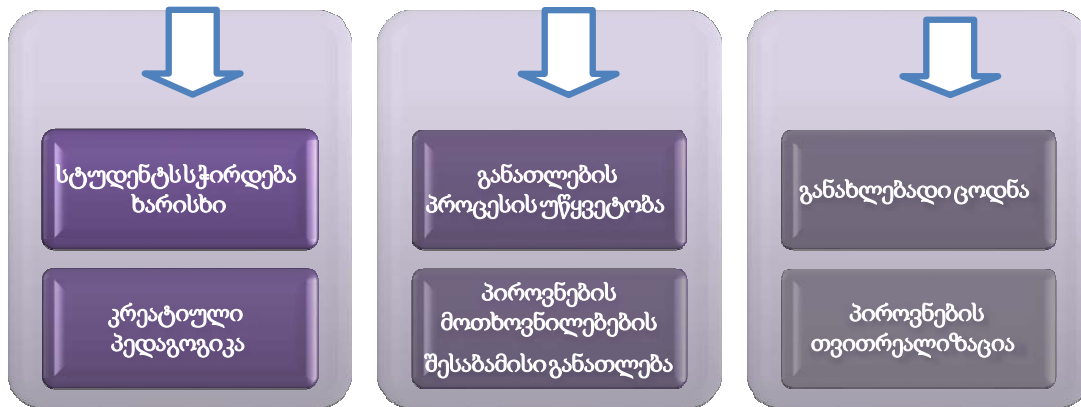 სტუდენტს სჭირდება
ხარისხი
კრეატიული
პედაგოგიკა
განათლების
პროცესის უწყვეტობა
პიროვნების
მოთხოვნილებების
შესაბამისი განათლება
განახლებადი ცოდნა
პიროვნების
თვითრეალიზაცია